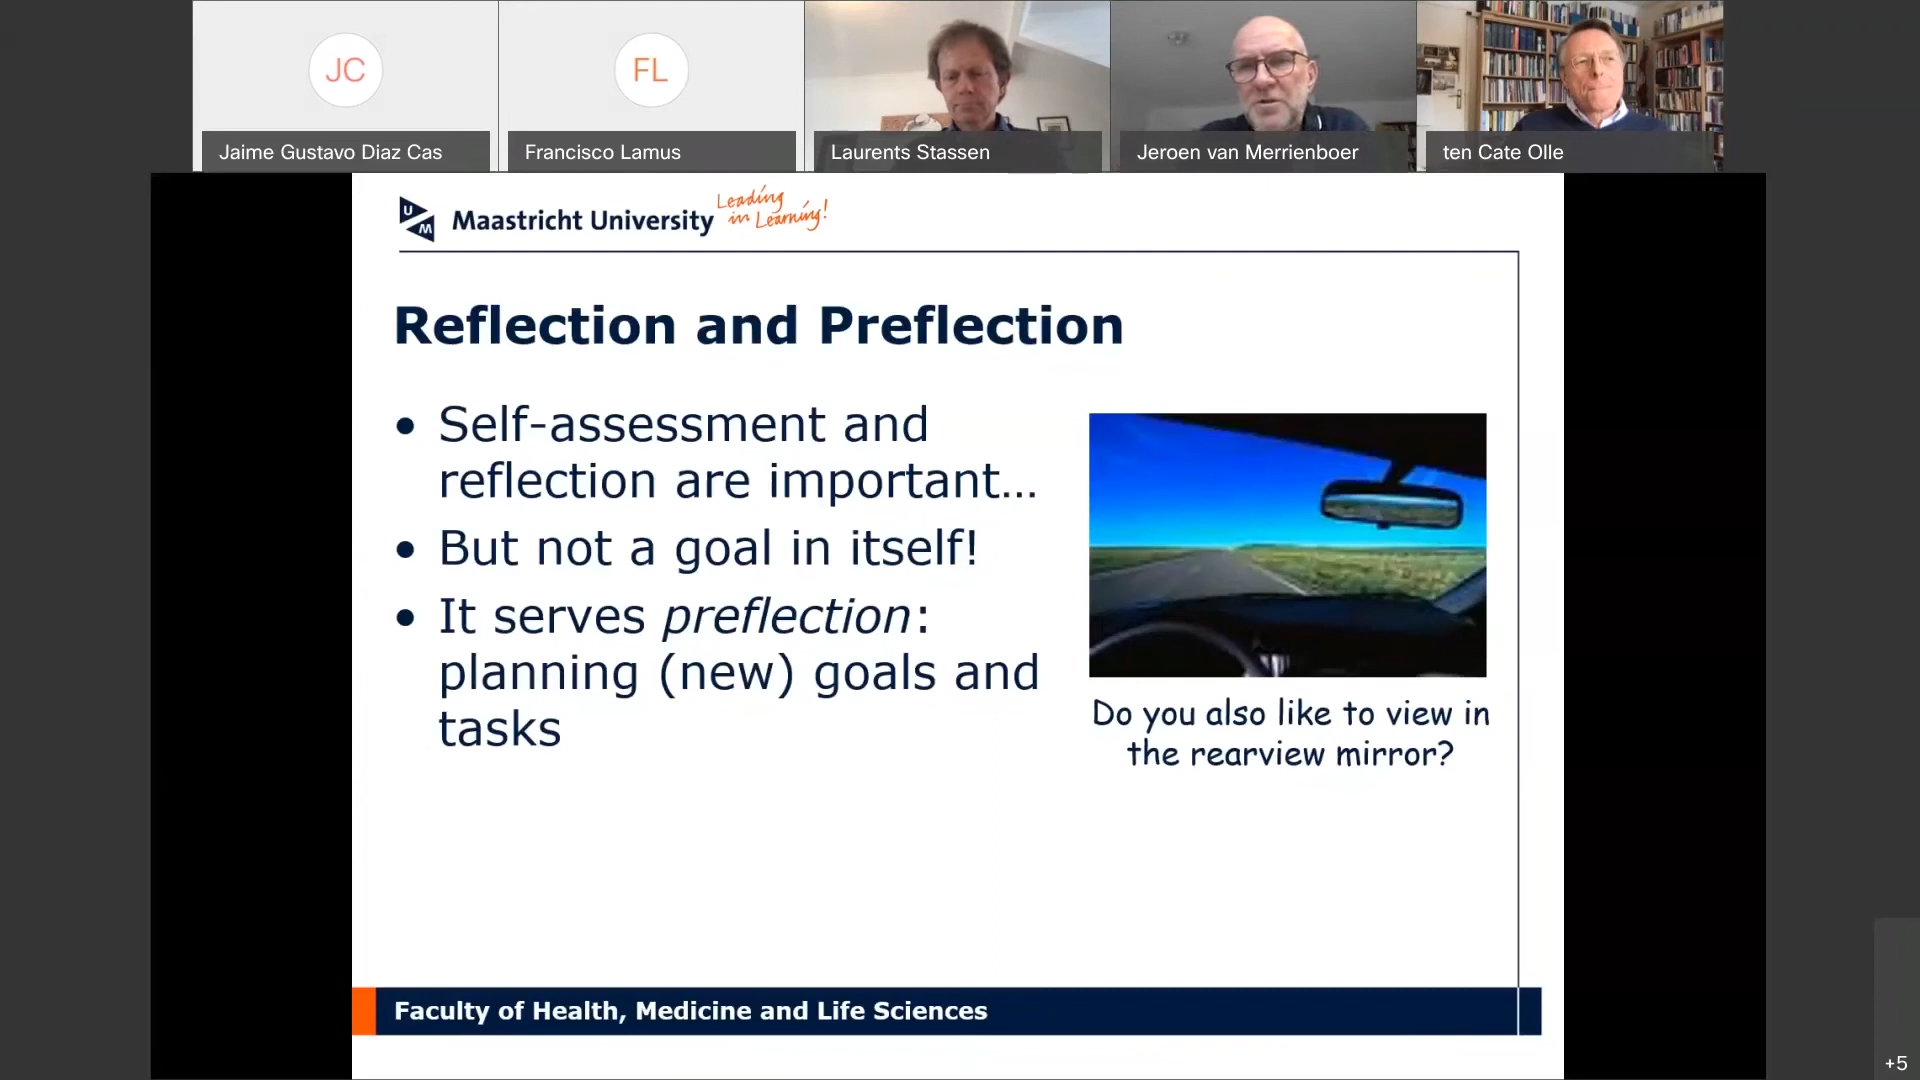 JC
FL
Jaime Gustavo Diaz Cas
Francisco Lamus
Laurents Stassen
Jeroen van Merrienboer
ten Cate Olle
UM
Maastricht University
Leading
in Learning!
Reflection and Preflection
• Self-assessment and
reflection are important...
• But not a goal in itself!
• It serves preflection:
planning (new) goals and
tasks
Do you also like to view in
the rearview mirror?
Faculty of Health, Medicine and Life Sciences
+5